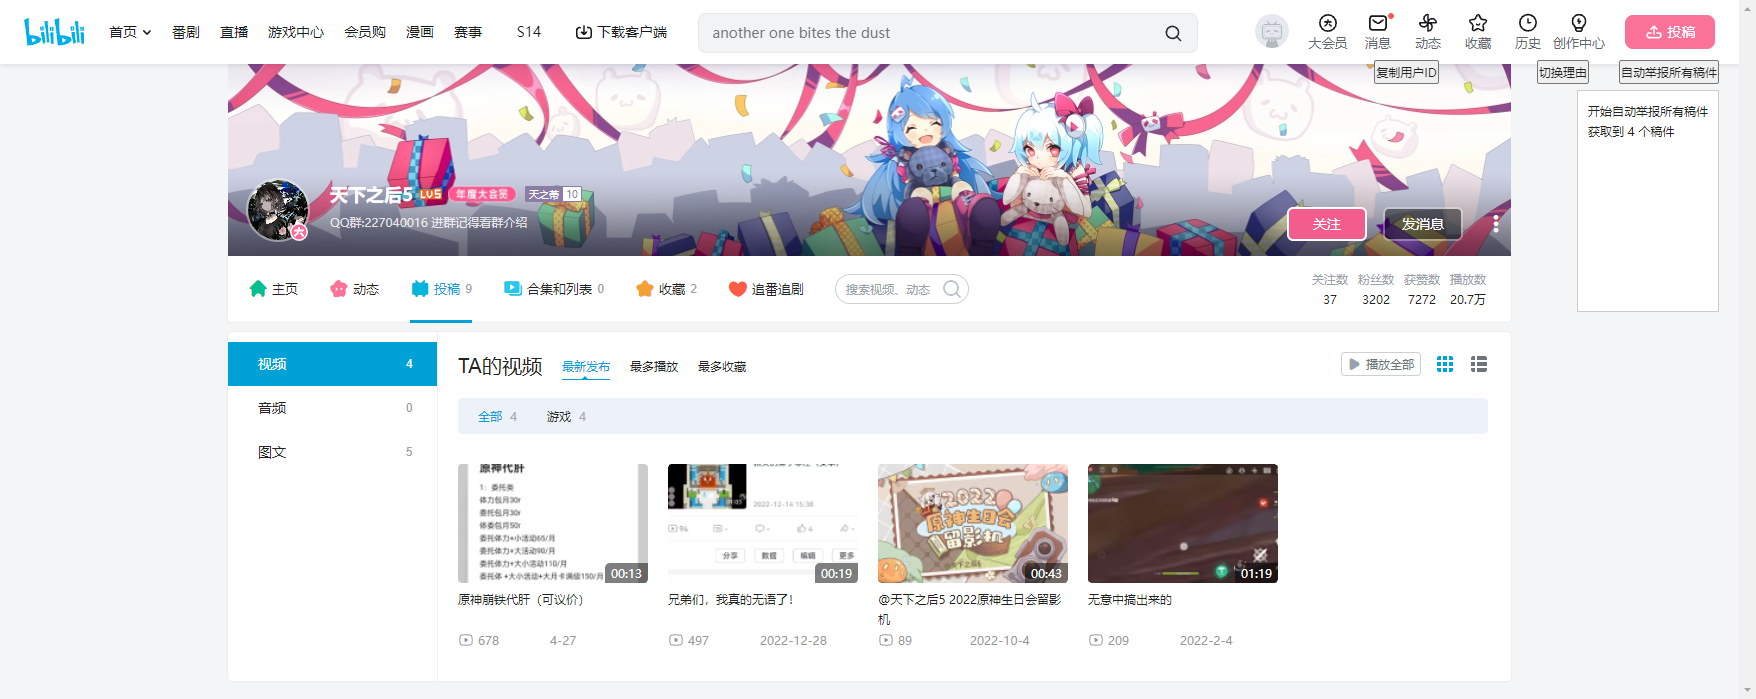 bilibili
首页
番剧
直播
游戏中心
会员购
漫画
赛事
S14
下载客户端
another one bites the dust
大会员
消息
动态
收藏
历史
创作中心
投稿
复制用户ID
切换理由
自动举报所有稿件
开始自动举报所有稿件
获取到 4 个稿件
天下之后5 LV5 年度大会员 天之蒂 10
QQ群:227040016 进群记得看群介绍
大
关注
发消息
主页
动态
投稿 9
合集和列表 0
收藏 2
追番追剧
搜索视频、动态
关注数 粉丝数 获赞数 播放数
37 3202 7272 20.7万
视频 4
音频 0
图文 5
TA的视频
最新发布
最多播放
最多收藏
播放全部
全部 4
游戏 4
原神代肝
1：委托类
体力包月30r
委托包月30r
体委包月50r
委托体力+小活动65/月
委托体力+大活动90/月
委托体力+大小活动110/月
委托体+大小活动+大月卡满级150/月
00:13
原神崩铁代肝（可议价）
678 4-27
2022-12-14 15:38
94
4
分享 数据 编辑 更多
00:19
兄弟们，我真的无语了！
497 2022-12-28
2022
原神生日会
留影机
@天下之后5
00:43
@天下之后5 2022原神生日会留影
机
89 2022-10-4
01:19
无意中搞出来的
209 2022-2-4